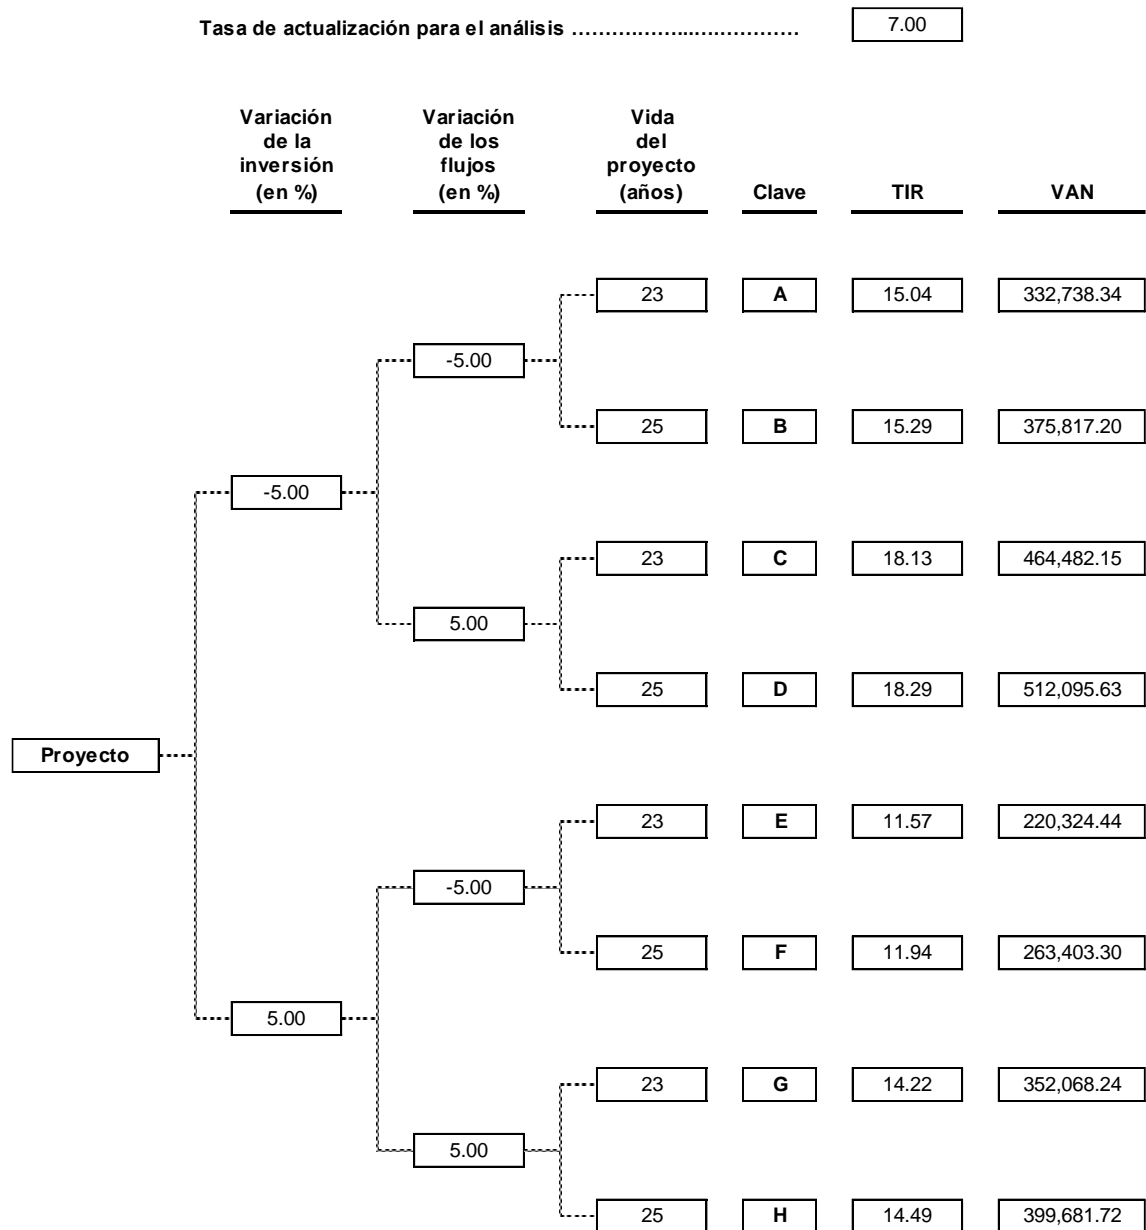 Tasa de actualización para el análisis ……….……...…..………… 7.00
Variación de la inversión (en %)
Variación de los flujos (en %)
Vida del proyecto (años)
Clave
TIR
VAN
23 A 15.04 332,738.34
-5.00
25 B 15.29 375,817.20
-5.00
23 C 18.13 464,482.15
5.00
25 D 18.29 512,095.63
Proyecto
23 E 11.57 220,324.44
-5.00
25 F 11.94 263,403.30
5.00
23 G 14.22 352,068.24
5.00
25 H 14.49 399,681.72